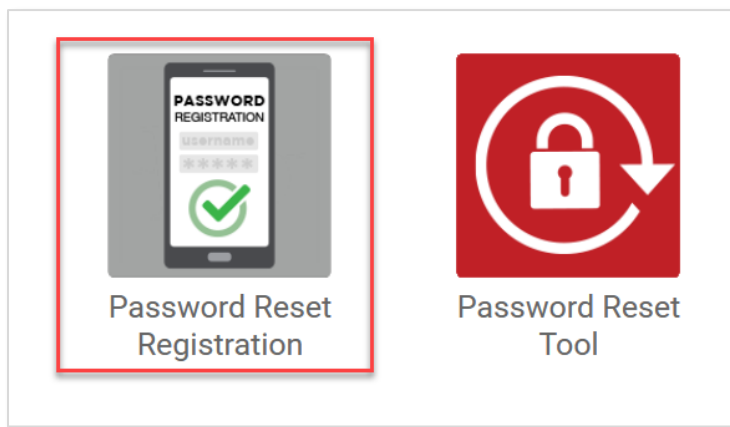 PASSWORD
REGISTRATION
username
*****
Password Reset
Registration
Password Reset
Tool